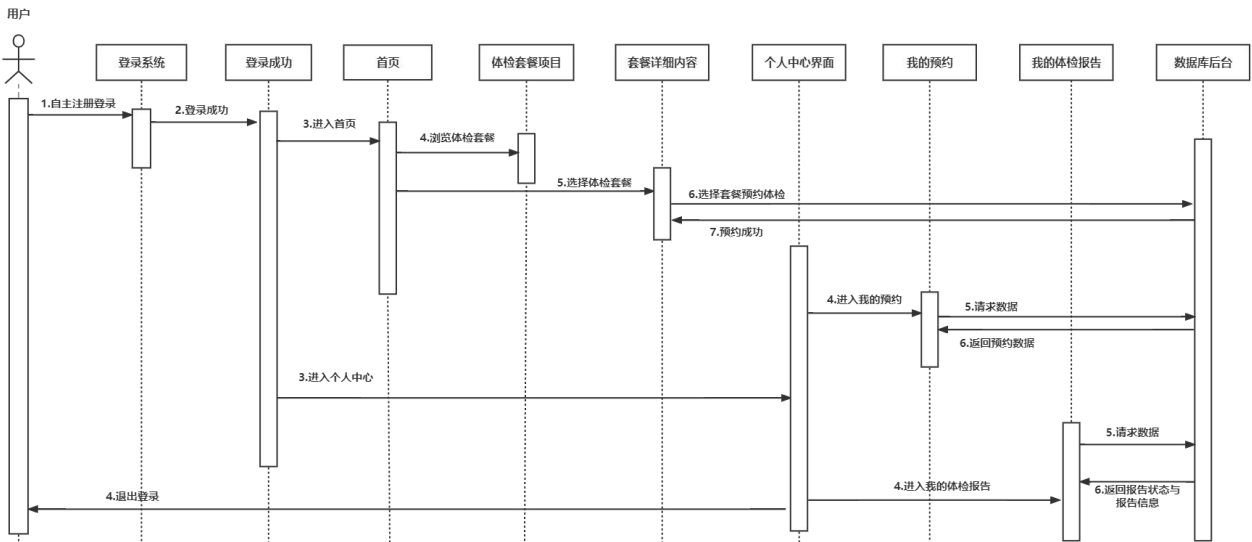 用户
登录系统
登录成功
首页
体检套餐项目
套餐详细内容
个人中心界面
我的预约
我的体检报告
数据库后台
1.自主注册登录
2.登录成功
3.进入首页
4.浏览体检套餐
5.选择体检套餐
6.选择套餐预约体检
7.预约成功
4.进入我的预约
5.请求数据
6.返回预约数据
3.进入个人中心
5.请求数据
4.进入我的体检报告
6.返回报告状态与
报告信息
4.退出登录